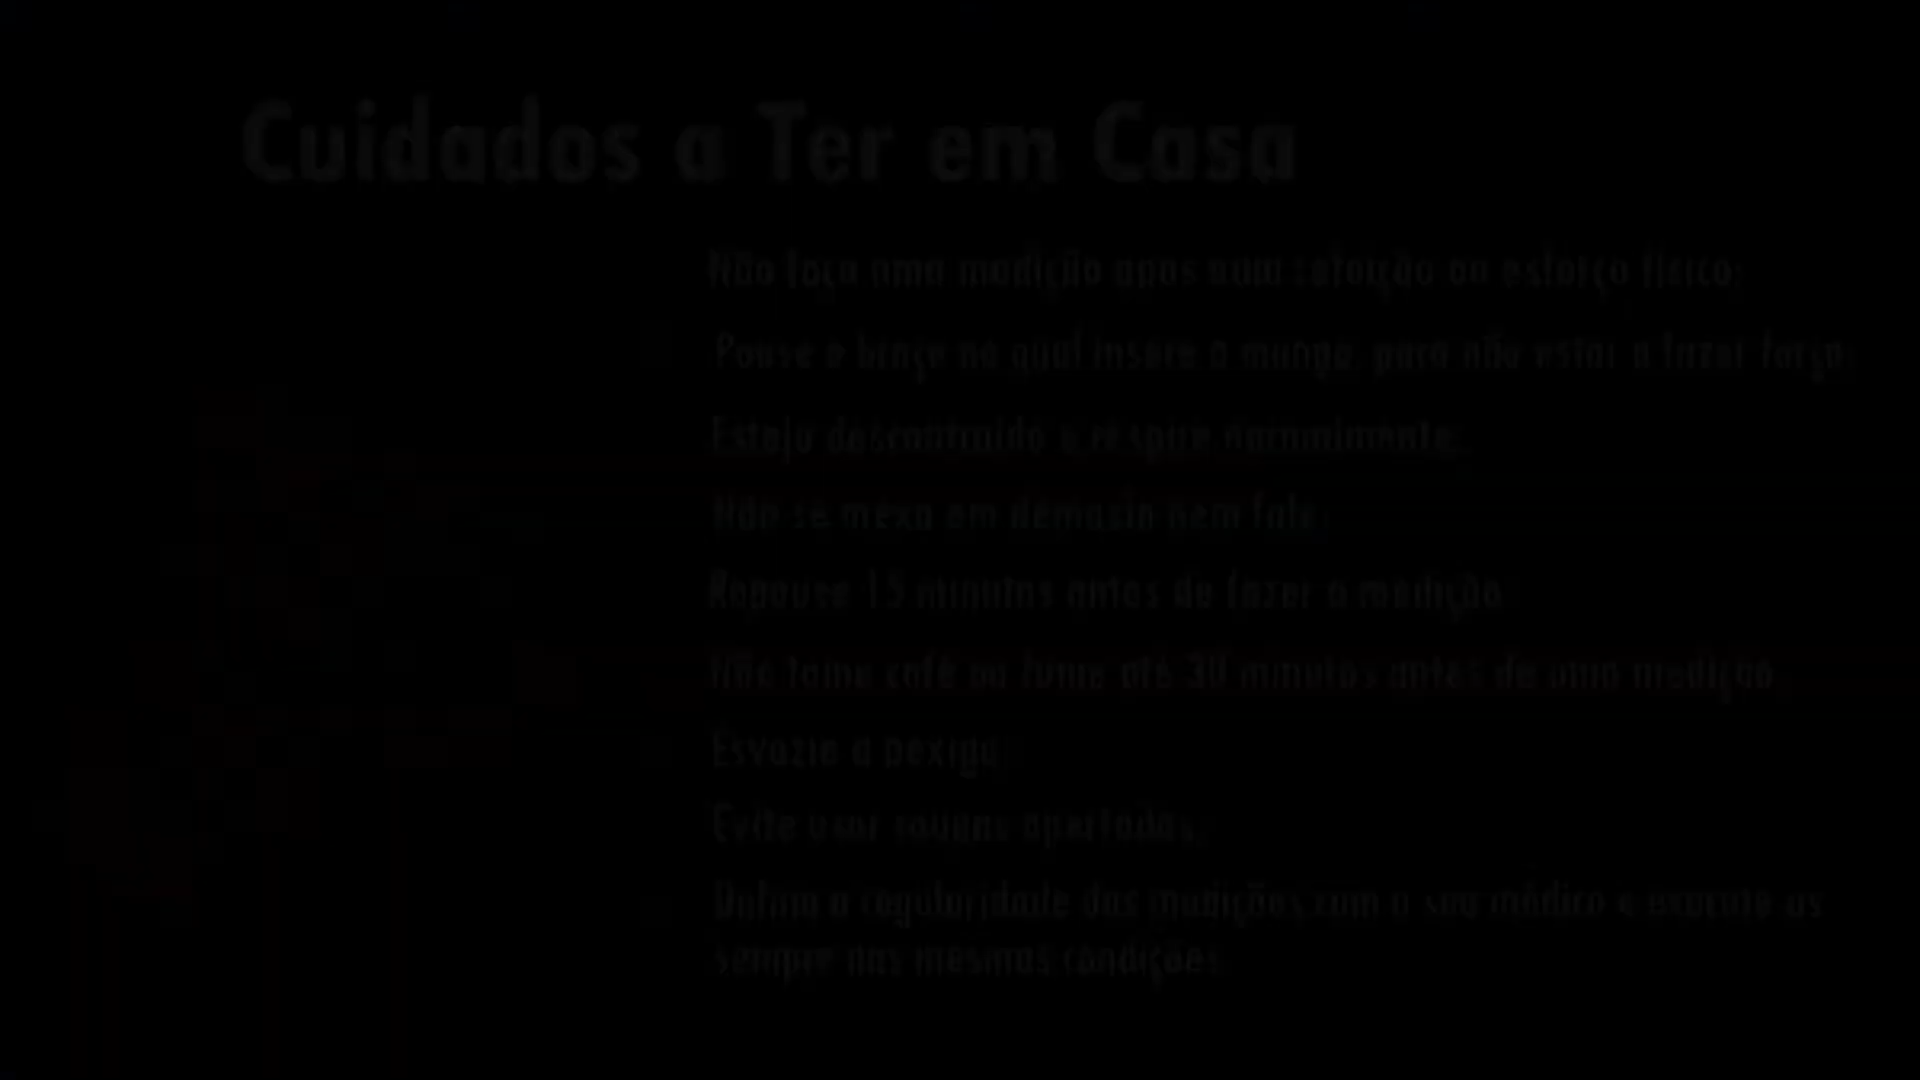 Cuidados a Ter em Casa
Não faça uma medição após uma refeição ou esforço físico;
Pouse o braço no qual insere a manga, para não estar a fazer força;
Esteja descontraído e respire normalmente;
Não se mexa em demasia nem fale;
Repouse 15 minutos antes de fazer a medição;
Não tome café ou fume até 30 minutos antes de uma medição
Esvazie a bexiga;
Evite usar roupas apertadas;
Defina a regularidade das medições com o seu médico e execute as
sempre nas mesmas condições.